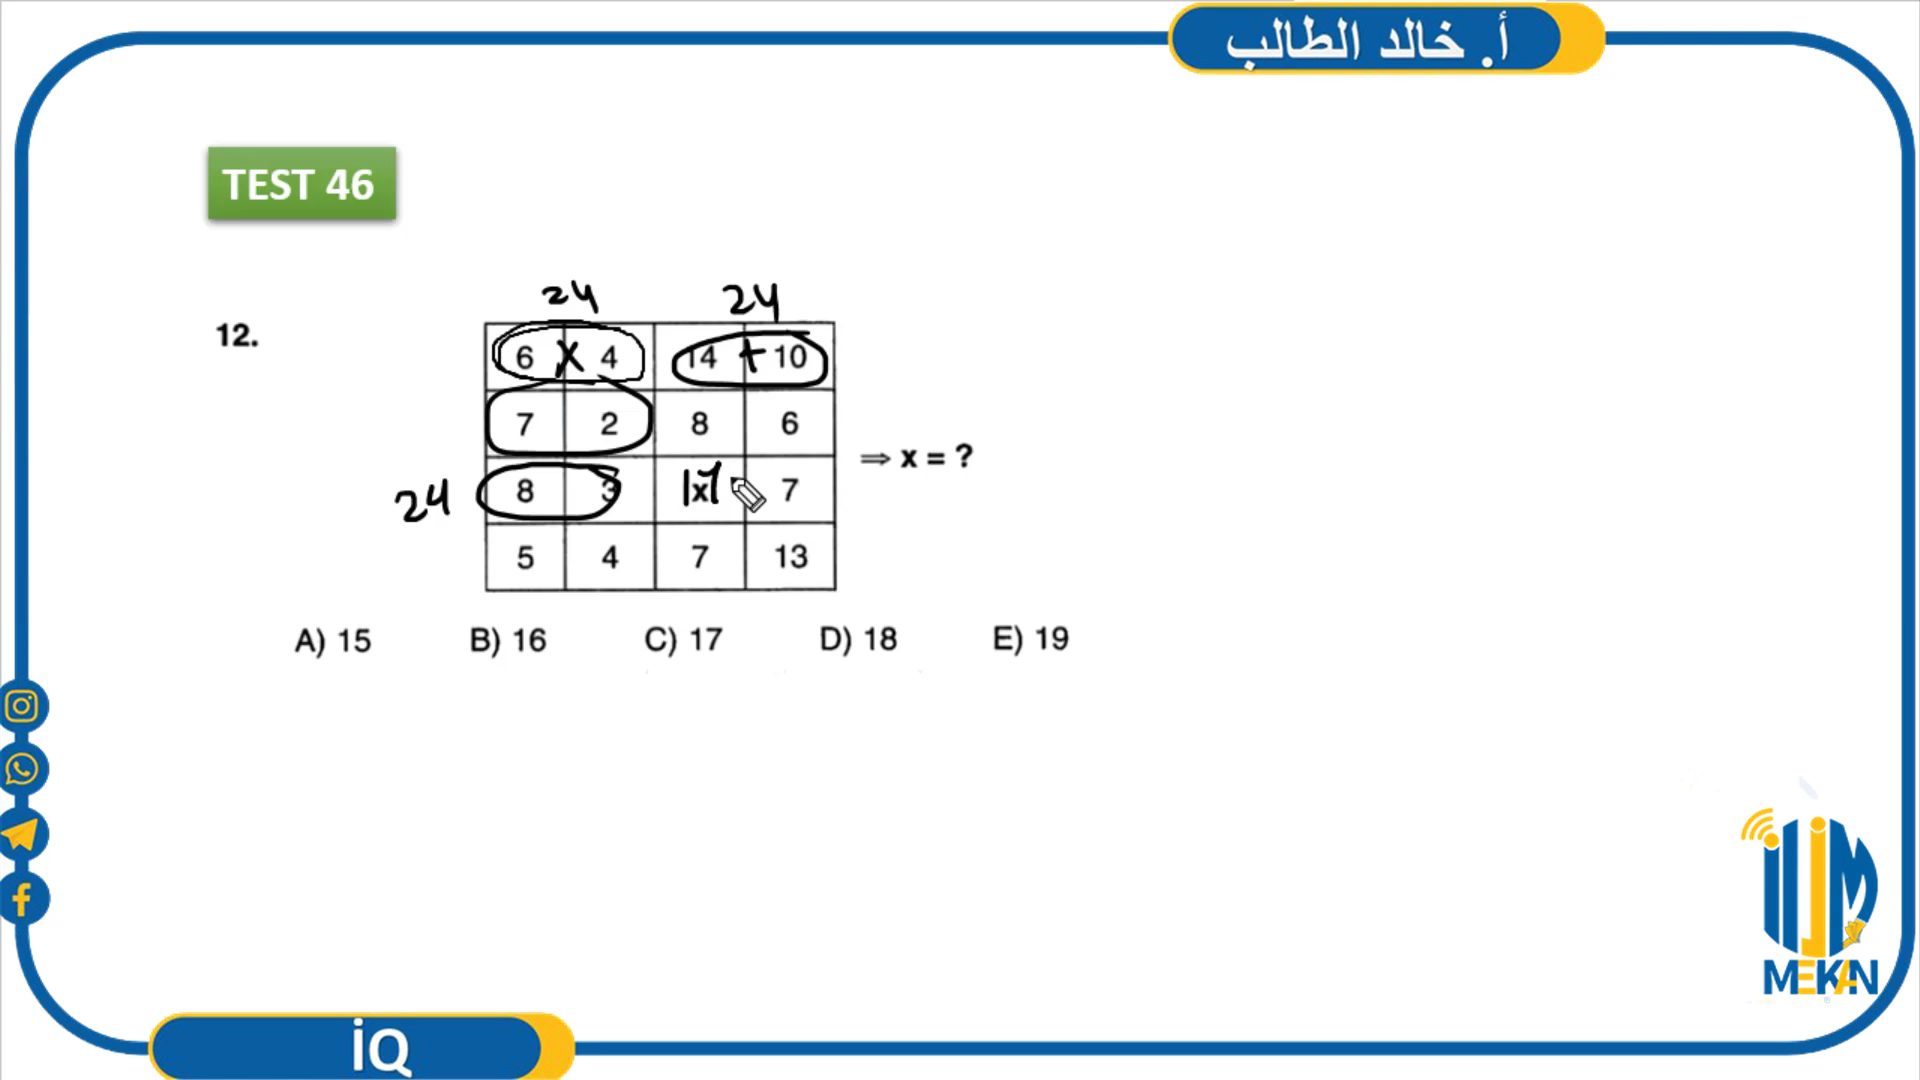 أ. خالد الطالب
TEST 46
24 24
12.
6 x 4 14 + 10
7 2 8 6
⇒ x = ?
24 8 3 x 17 7
5 4 7 13
A) 15 B) 16 C) 17 D) 18 E) 19
MEKAN
İQ